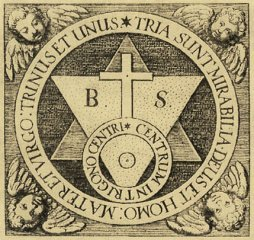 TRIA SUNT MIRABILIA DEUS ET HOMO: MATER ET VIRGO: TRINUS ET UNUS
B S
CENTRUM IN TRIGONO CENTRI